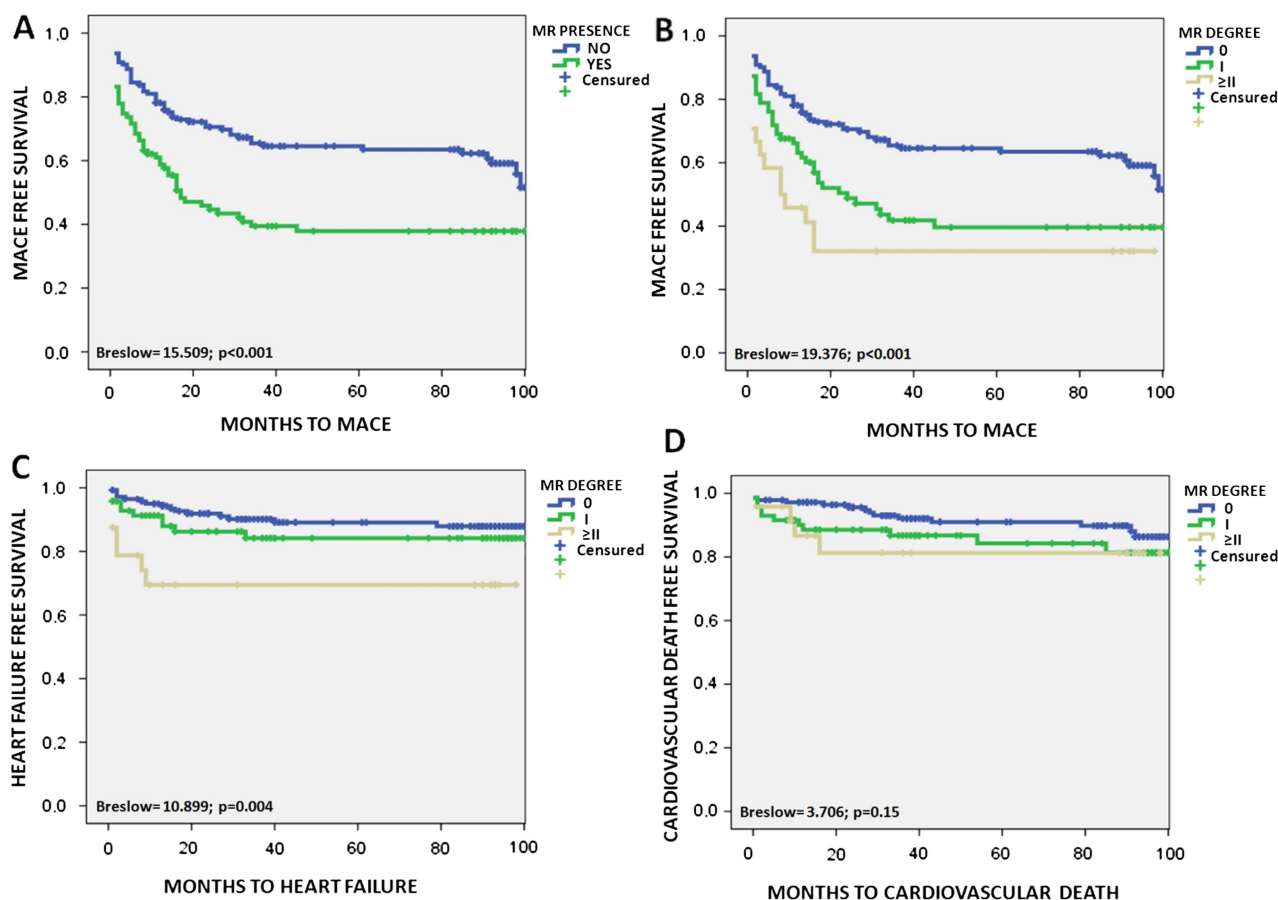 A
MACE FREE SURVIVAL
1.0
0.8
0.6
0.4
0.2
0.0
Breslow= 15.509; p<0.001
0 20 40 60 80 100
MONTHS TO MACE
MR PRESENCE
NO
YES
Censured
B
MACE FREE SURVIVAL
1.0
0.8
0.6
0.4
0.2
0.0
Breslow= 19.376; p<0.001
0 20 40 60 80 100
MONTHS TO MACE
MR DEGREE
0
I
≥II
Censured
C
HEART FAILURE FREE SURVIVAL
1.0
0.8
0.6
0.4
0.2
0.0
Breslow= 10.899; p=0.004
0 20 40 60 80 100
MONTHS TO HEART FAILURE
MR DEGREE
0
I
≥II
Censured
D
CARDIOVASCULAR DEATH FREE SURVIVAL
1.0
0.8
0.6
0.4
0.2
0.0
Breslow= 3.706; p=0.15
0 20 40 60 80 100
MONTHS TO CARDIOVASCULAR DEATH
MR DEGREE
0
I
≥II
Censured